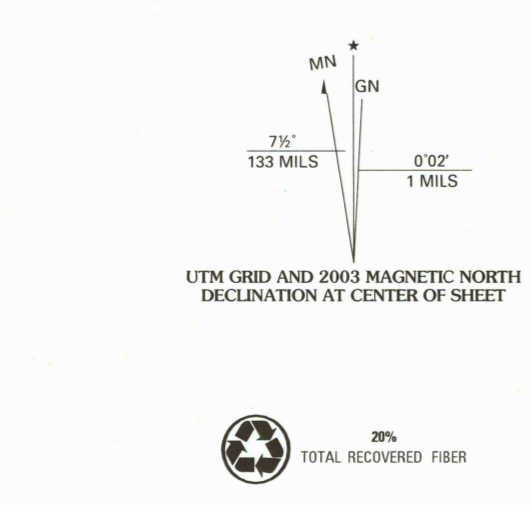 ★
MN
GN
7½°
133 MILS
0°02′
1 MILS
UTM GRID AND 2003 MAGNETIC NORTH
DECLINATION AT CENTER OF SHEET
20%
TOTAL RECOVERED FIBER